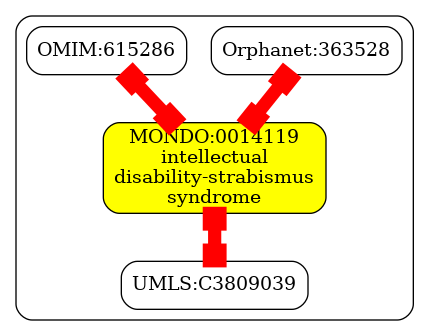 OMIM:615286
Orphanet:363528
MONDO:0014119
intellectual
disability-strabismus
syndrome
UMLS:C3809039